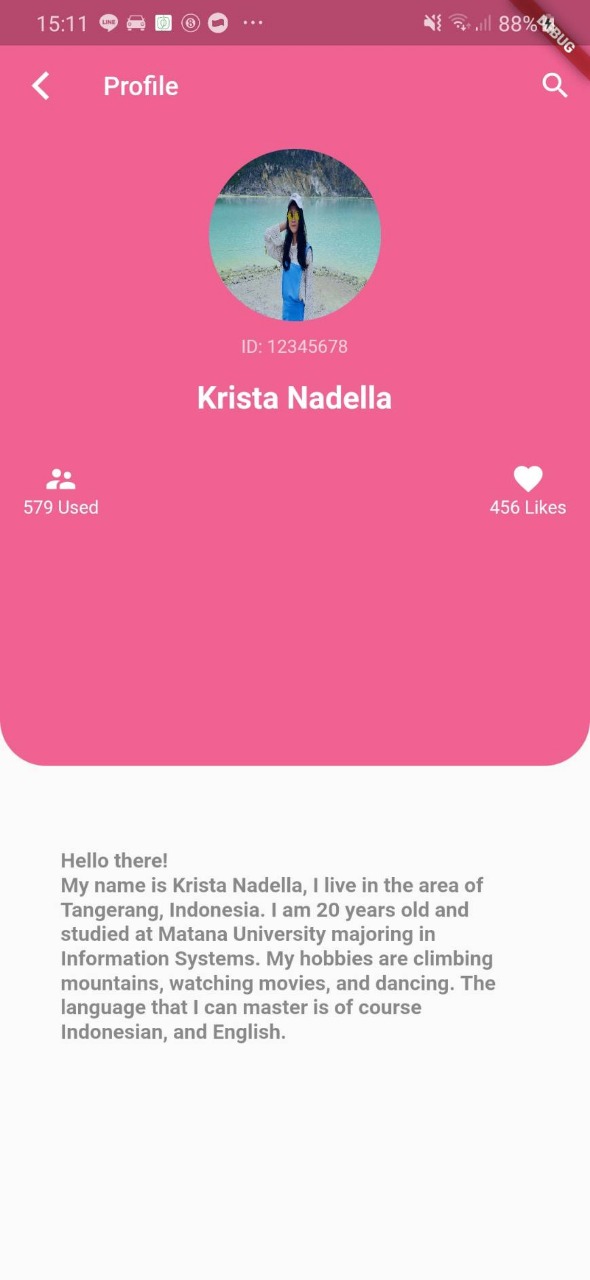 15:11
LINE
88%
DEBUG
Profile
ID: 12345678
Krista Nadella
579 Used
456 Likes
Hello there!
My name is Krista Nadella, I live in the area of
Tangerang, Indonesia. I am 20 years old and
studied at Matana University majoring in
Information Systems. My hobbies are climbing
mountains, watching movies, and dancing. The
language that I can master is of course
Indonesian, and English.